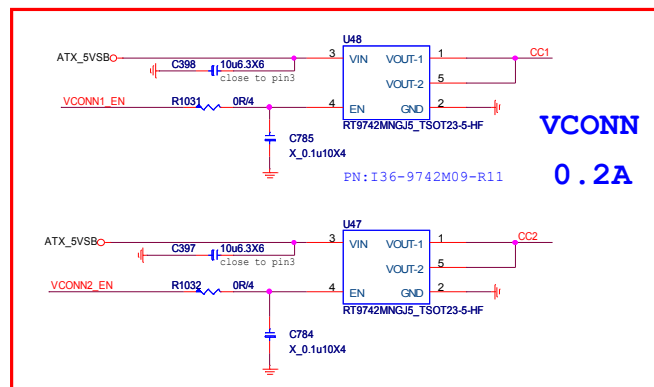 U48
ATX_5VSB
3 VIN VOUT-1 1 CC1
C398 10u6.3X6
close to pin3
VOUT-2 5
VCONN1_EN R1031 0R/4 4 EN GND 2
RT9742MNGJ5_TSOT23-5-HF
C785
X_0.1u10X4
PN:I36-9742M09-R11
VCONN
0.2A
U47
ATX_5VSB
3 VIN VOUT-1 1 CC2
C397 10u6.3X6
close to pin3
VOUT-2 5
VCONN2_EN R1032 0R/4 4 EN GND 2
RT9742MNGJ5_TSOT23-5-HF
C784
X_0.1u10X4